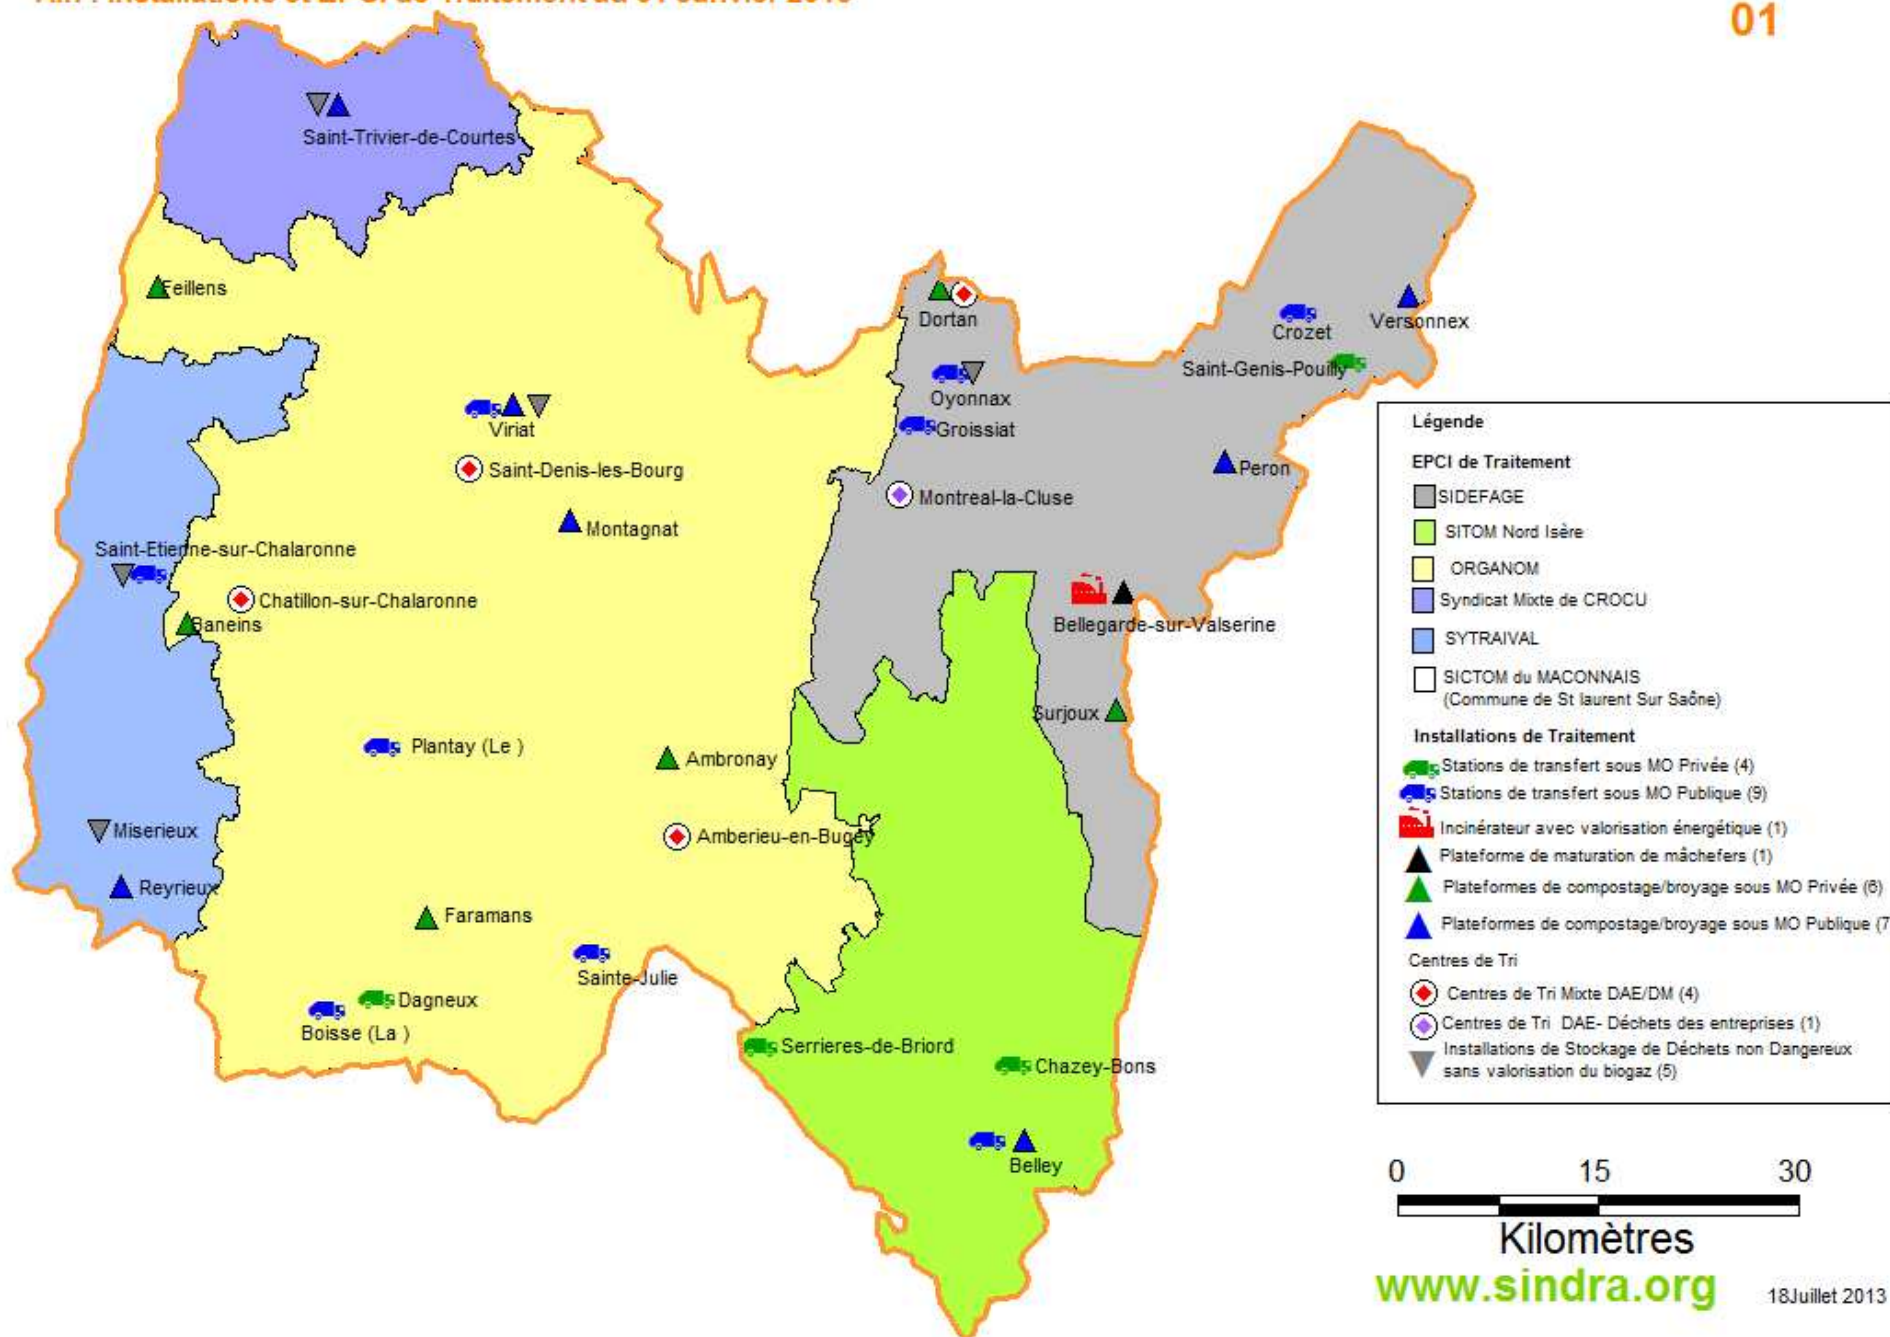 01
Saint-Trivier-de-Courtes
Feillens
Dortan
Crozet
Versonnex
Saint-Genis-Pouilly
Oyonnax
Viriat
Groissiat
Saint-Denis-les-Bourg
Peron
Montreal-la-Cluse
Montagnat
Saint-Etienne-sur-Chalaronne
Chatillon-sur-Chalaronne
Baneins
Bellegarde-sur-Valserine
Surjoux
Plantay (Le )
Ambronay
Miserieux
Amberieu-en-Bugey
Reyrieux
Faramans
Sainte-Julie
Dagneux
Boisse (La )
Serrieres-de-Briord
Chazey-Bons
Belley
Légende
EPCI de Traitement
SIDEFAGE
SITOM Nord Isère
ORGANOM
Syndicat Mixte de CROCU
SYTRAIVAL
SICTOM du MACONNAIS
(Commune de St laurent Sur Saône)
Installations de Traitement
Stations de transfert sous MO Privée (4)
Stations de transfert sous MO Publique (9)
Incinérateur avec valorisation énergétique (1)
Plateforme de maturation de mâchefers (1)
Plateformes de compostage/broyage sous MO Privée (6)
Plateformes de compostage/broyage sous MO Publique (7
Centres de Tri
Centres de Tri Mixte DAE/DM (4)
Centres de Tri DAE- Déchets des entreprises (1)
Installations de Stockage de Déchets non Dangereux
sans valorisation du biogaz (5)
0 15 30
Kilomètres
www.sindra.org
18Juillet 2013